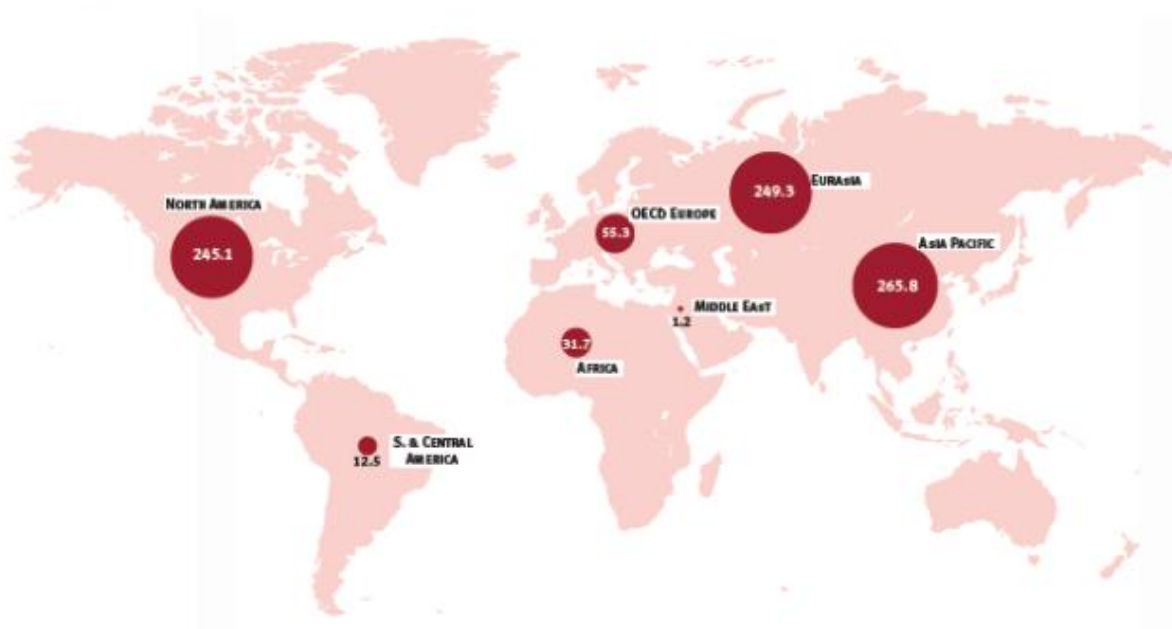 NORTH AMERICA
245.1
EURASIA
249.3
OECD EUROPE
55.3
ASIA PACIFIC
265.8
MIDDLE EAST
1.2
31.7
AFRICA
S. & CENTRAL
AMERICA
12.5